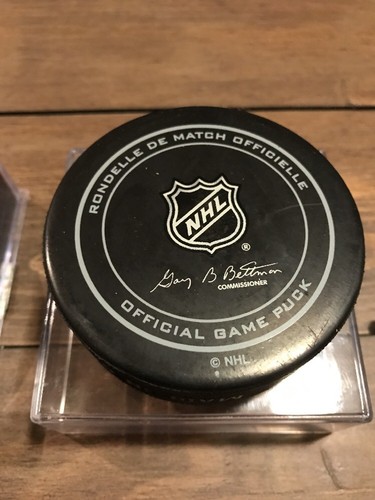 RONDELLE DE MATCH OFFICIELLE
NHL
®
Gary B Bettman
COMMISSIONER
OFFICIAL GAME PUCK
© NHL